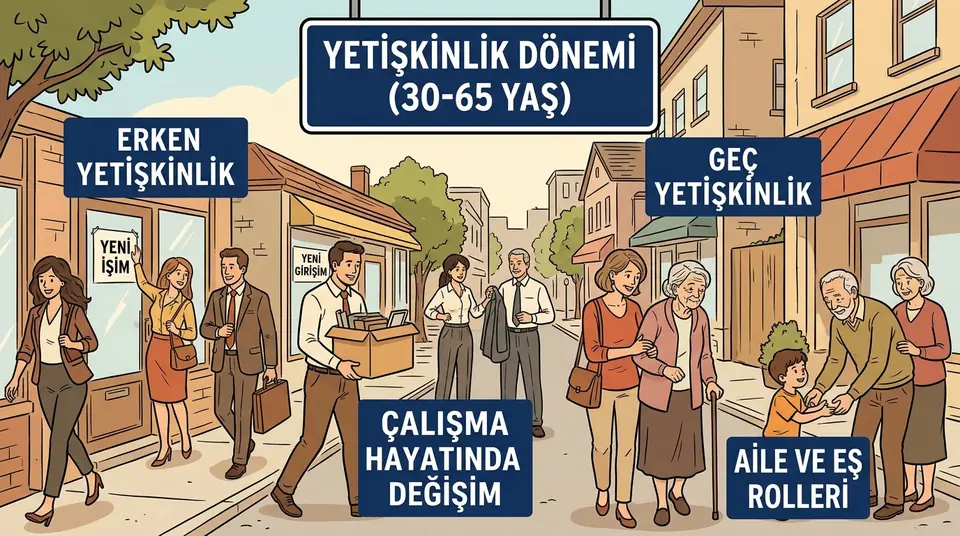 YETİŞKİNLİK DÖNEMİ
(30-65 YAŞ)
ERKEN
YETİŞKİNLİK
GEÇ
YETİŞKİNLİK
YENİ
İŞİM
YENİ
GİRİŞİM
ÇALIŞMA
HAYATINDA
DEĞİŞİM
AİLE VE EŞ
ROLLERİ